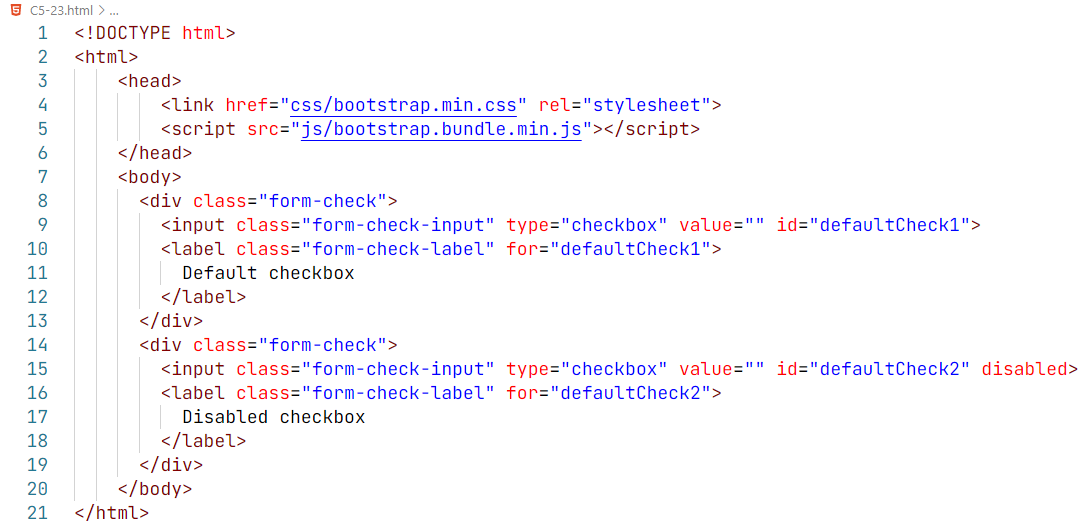 C5-23.html > ...
1 <!DOCTYPE html>
2 <html>
3     <head>
4         <link href="css/bootstrap.min.css" rel="stylesheet">
5         <script src="js/bootstrap.bundle.min.js"></script>
6     </head>
7     <body>
8       <div class="form-check">
9         <input class="form-check-input" type="checkbox" value="" id="defaultCheck1">
10         <label class="form-check-label" for="defaultCheck1">
11           Default checkbox
12         </label>
13       </div>
14       <div class="form-check">
15         <input class="form-check-input" type="checkbox" value="" id="defaultCheck2" disabled>
16         <label class="form-check-label" for="defaultCheck2">
17           Disabled checkbox
18         </label>
19       </div>
20     </body>
21 </html>